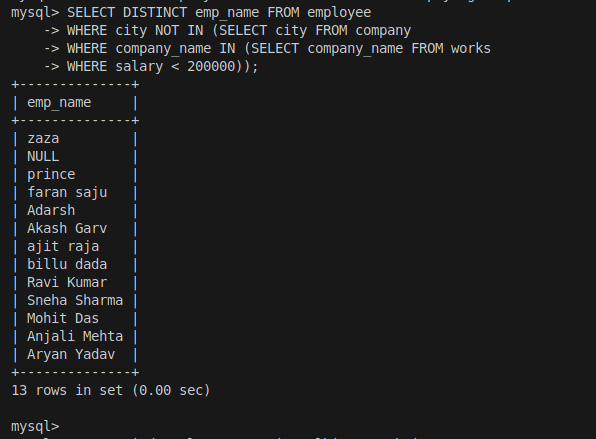 mysql> SELECT DISTINCT emp_name FROM employee
    -> WHERE city NOT IN (SELECT city FROM company
    -> WHERE company_name IN (SELECT company_name FROM works
    -> WHERE salary < 200000));
+--------------+
| emp_name     |
+--------------+
| zaza         |
| NULL         |
| prince       |
| faran saju   |
| Adarsh       |
| Akash Garv   |
| ajit raja    |
| billu dada   |
| Ravi Kumar   |
| Sneha Sharma |
| Mohit Das    |
| Anjali Mehta |
| Aryan Yadav  |
+--------------+
13 rows in set (0.00 sec)
mysql>